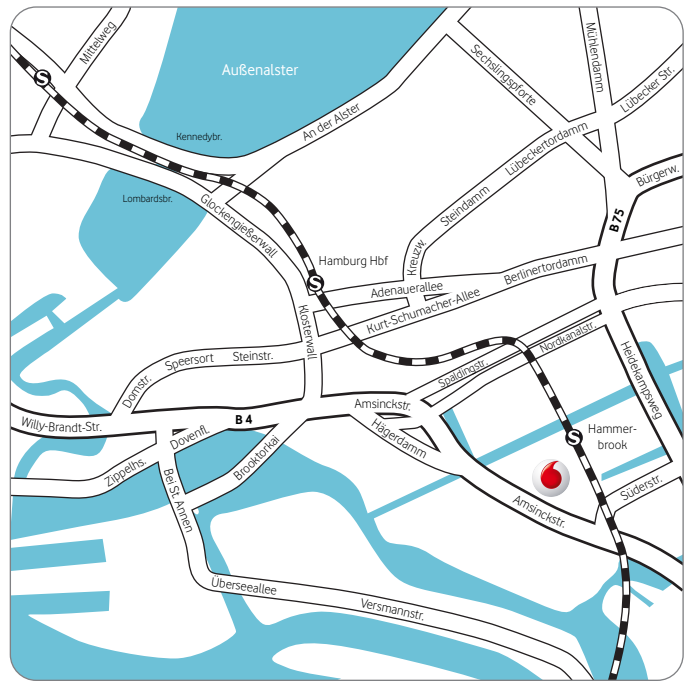 Mittelweg
Außenalster
Sechslingspforte
Mühlendamm
Lübecker Str.
S
Kennedybr.
An der Alster
Lübeckertordamm
Bürgerw.
Lombardsbr.
Glockengießerwall
Steindamm
B 75
Kreuzw.
Hamburg Hbf
S
Adenauerallee
Berlinertordamm
Kurt-Schumacher-Allee
Klosterwall
Speersort
Steinstr.
Domstr.
Spaldingstr.
Nordkanalstr.
Heidekampsweg
Willy-Brandt-Str.
B 4
Amsinckstr.
Hägerdamm
S
Hammer-
brook
Dovenfl.
Zippelhs.
Brooktorkai
Bei St. Annen
Süderstr.
Amsinckstr.
Überseeallee
Versmannstr.